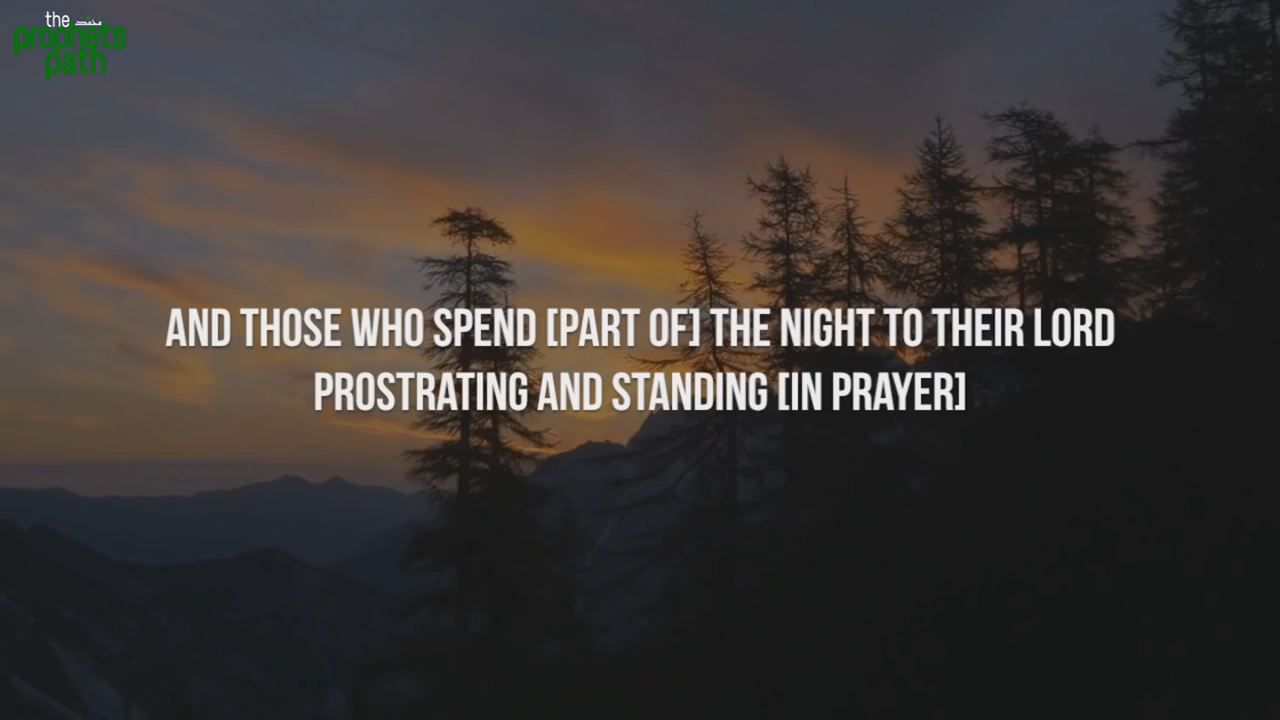 the
prophets
path
AND THOSE WHO SPEND [PART OF] THE NIGHT TO THEIR LORD
PROSTRATING AND STANDING [IN PRAYER]